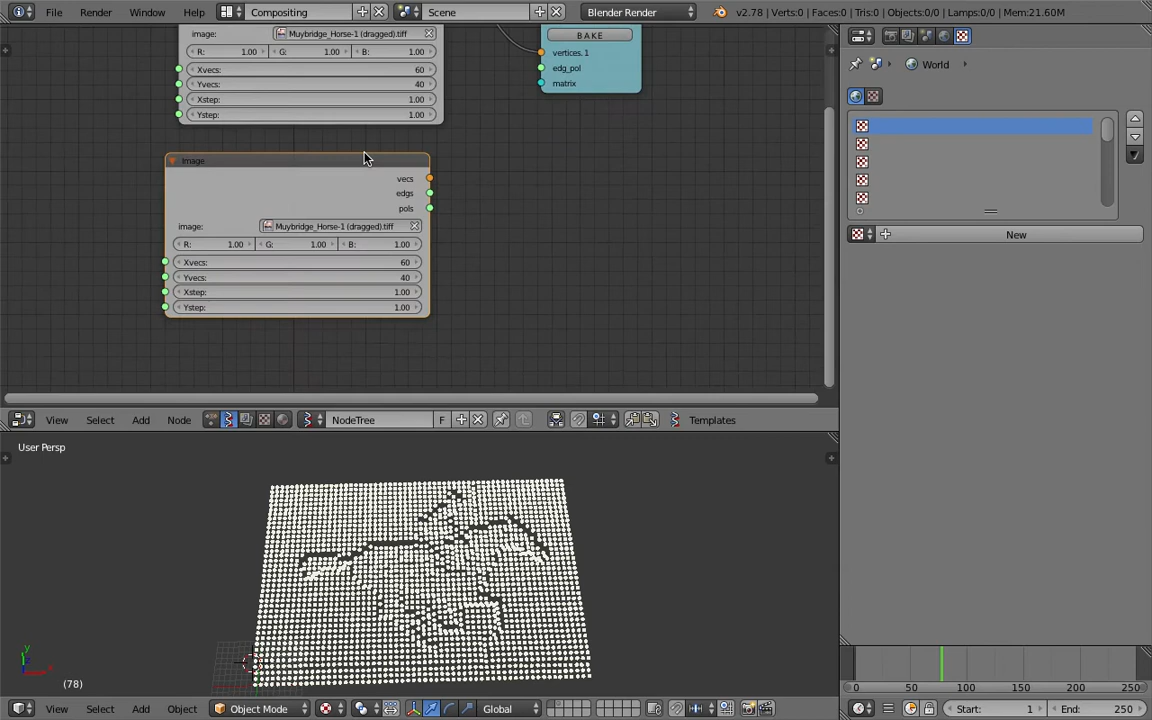 File Render Window Help Compositing Scene Blender Render v2.78 | Verts:0 | Faces:0 | Tris:0 | Objects:0/0 | Lamps:0/0 | Mem:21.60M
image: Muybridge_Horse-1 (dragged).tiff
R: 1.00 G: 1.00 B: 1.00
Xvecs: 60
Yvecs: 40
Xstep: 1.00
Ystep: 1.00
BAKE
vertices. 1
edg_pol
matrix
World
New
Image
vecs
edgs
pols
image: Muybridge_Horse-1 (dragged).tiff
R: 1.00 G: 1.00 B: 1.00
Xvecs: 60
Yvecs: 40
Xstep: 1.00
Ystep: 1.00
View Select Add Node NodeTree F Templates
User Persp
y
z
x
(78)
0 50 100 150 200 250
View Select Add Object Object Mode Global Start: 1 End: 250